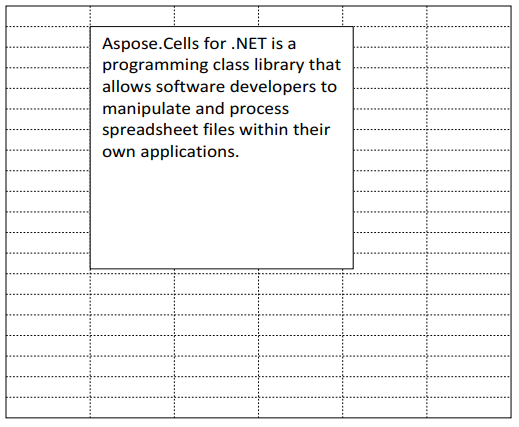 Aspose.Cells for .NET is a
programming class library that
allows software developers to
manipulate and process
spreadsheet files within their
own applications.